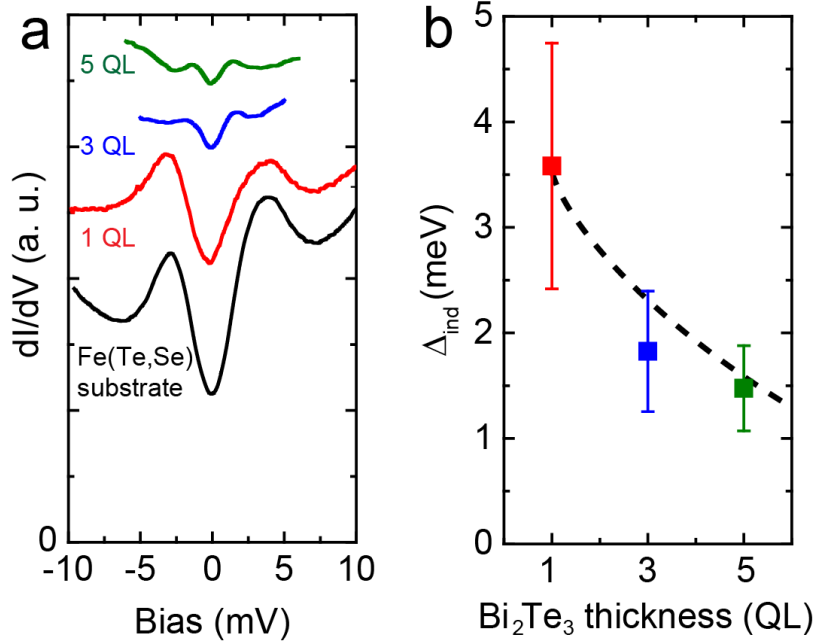 a
5 QL
3 QL
1 QL
Fe(Te,Se)
substrate
dI/dV (a. u.)
0
-10 -5 0 5 10
Bias (mV)
b
5
4
3
2
1
0
Δind (meV)
1 3 5
Bi2Te3 thickness (QL)